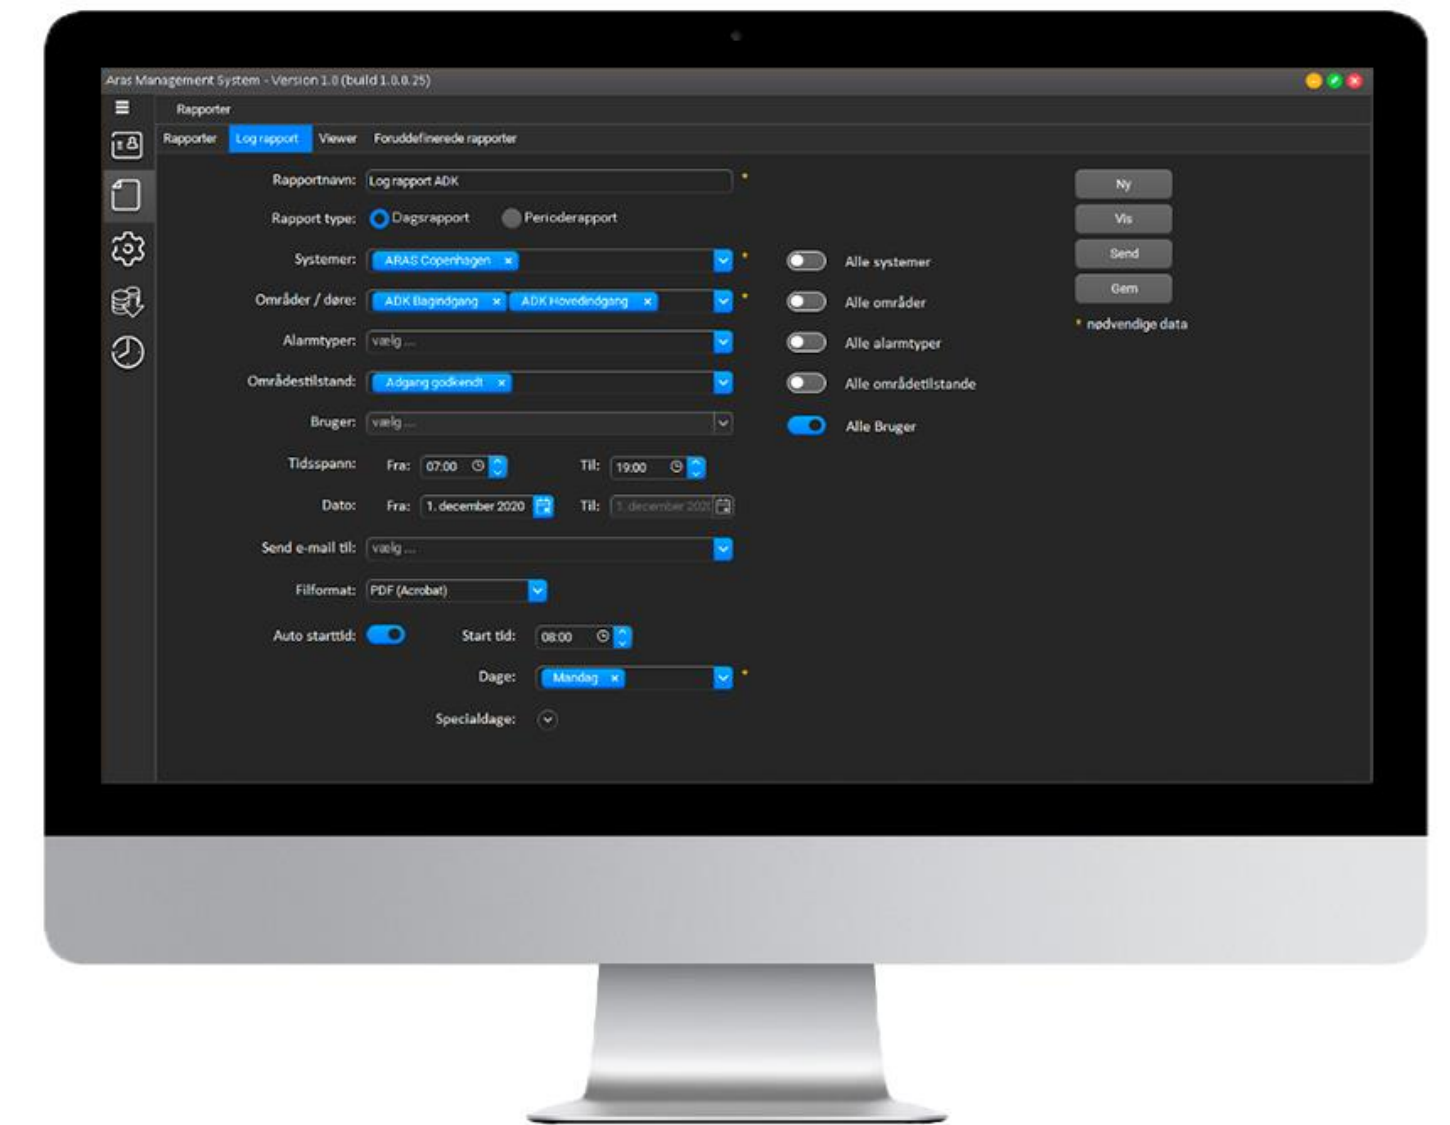 Aras Management System - Version 1.0 (build 1.0.0.25)
Rapporter
Rapporter Log rapport Viewer Foruddefinerede rapporter
Rapportnavn: Log rapport ADK * Ny
Rapport type: Dagsrapport Perioderapport Vis
Systemer: ARAS Copenhagen × * Alle systemer Send
Områder / døre: ADK Bagindgang × ADK Hovedindgang × * Alle områder Gem
* nødvendige data
Alarmtyper: vælg ... Alle alarmtyper
Områdestilstand: Adgang godkendt × Alle områdetilstande
Bruger: vælg ... Alle Bruger
Tidsspann: Fra: 07:00 Til: 19:00
Dato: Fra: 1. december 2020 Til: 1. december 202
Send e-mail til: vælg ...
Filformat: PDF (Acrobat)
Auto starttid: Start tid: 08:00
Dage: Mandag × *
Specialdage: